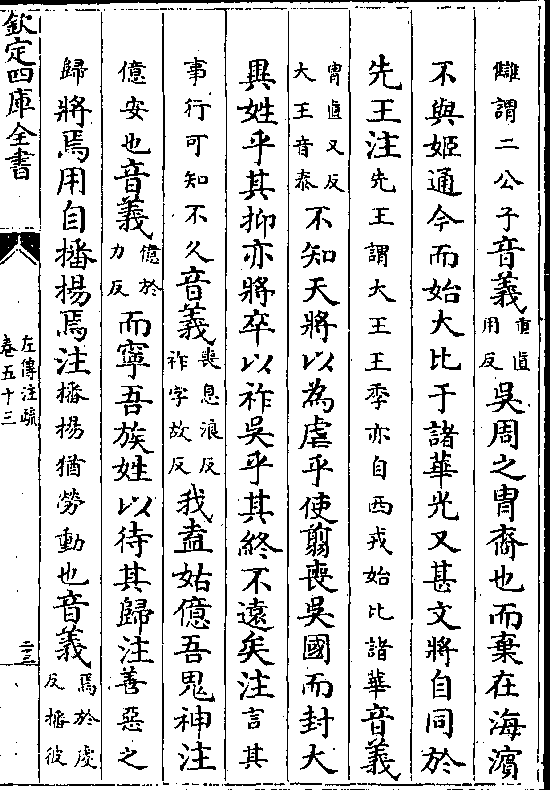 讎謂二公子音義重直用反吳周之胄裔也而棄在海濱
不與姬通今而始大比于諸華光又甚文將自同於
先王注先王謂大王王季亦自西戎始比諸華音義
胄直又反大王音泰不知天將以為虐乎使翦喪吳國而封大
異姓乎其抑亦將卒以祚吳乎其終不遠矣注言其
事行可知不久音義喪息浪反祚字故反我盍姑億吾鬼神注
億安也音義億於力反而寧吾族姓以待其歸注善惡之
歸將焉用自播揚焉注播揚猶勞動也音義焉於虔反播彼
欽定四庫全書
左傳注疏
卷五十三
二十三